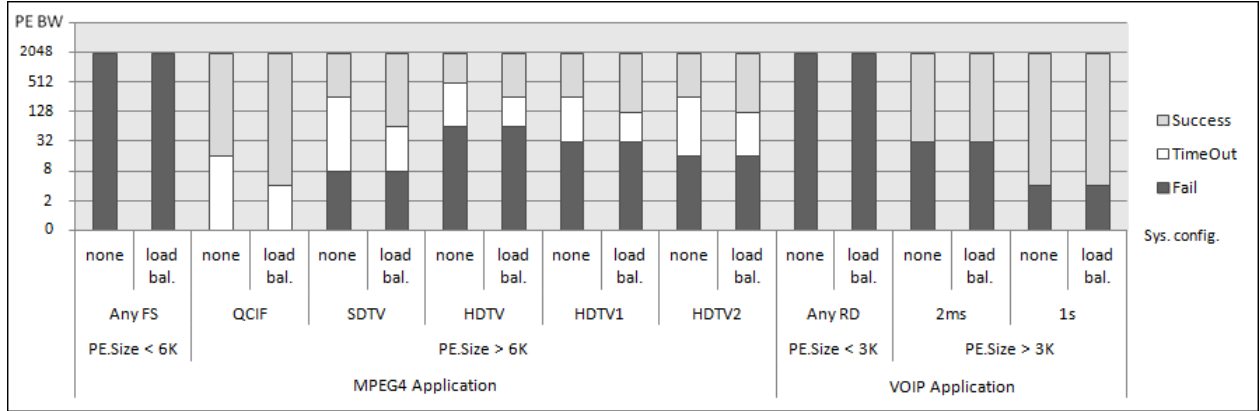 PE BW
2048
512
128
32
8
2
0
Success
TimeOut
Fail
Sys. config.
none load bal. none load bal. none load bal. none load bal. none load bal. none load bal. none load bal. none load bal. none load bal.
Any FS QCIF SDTV HDTV HDTV1 HDTV2 Any RD 2ms 1s
PE.Size < 6K PE.Size > 6K PE.Size < 3K PE.Size > 3K
MPEG4 Application VOIP Application